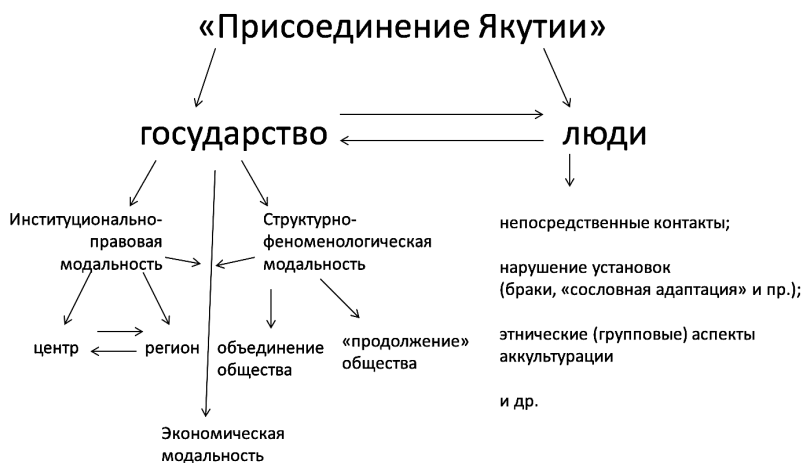 «Присоединение Якутии»
государство
люди
Институционально-
правовая
модальность
Структурно-
феноменологическая
модальность
непосредственные контакты;
нарушение установок
(браки, «сословная адаптация» и пр.);
этнические (групповые) аспекты
аккультурации
и др.
центр
регион
объединение
общества
«продолжение»
общества
Экономическая
модальность